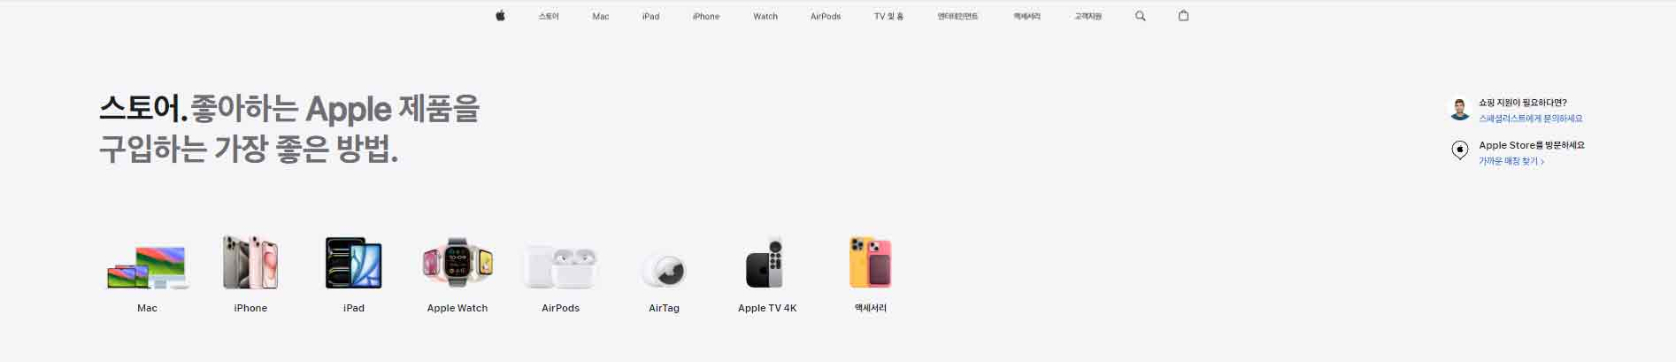 스토어 Mac iPad iPhone Watch AirPods TV 및 홈 엔터테인먼트 액세서리 고객지원
스토어. 좋아하는 Apple 제품을
구입하는 가장 좋은 방법.
쇼핑 지원이 필요하다면?
스페셜리스트에게 문의하세요
Apple Store를 방문하세요
가까운 매장 찾기 >
Mac iPhone iPad Apple Watch AirPods AirTag Apple TV 4K 액세서리